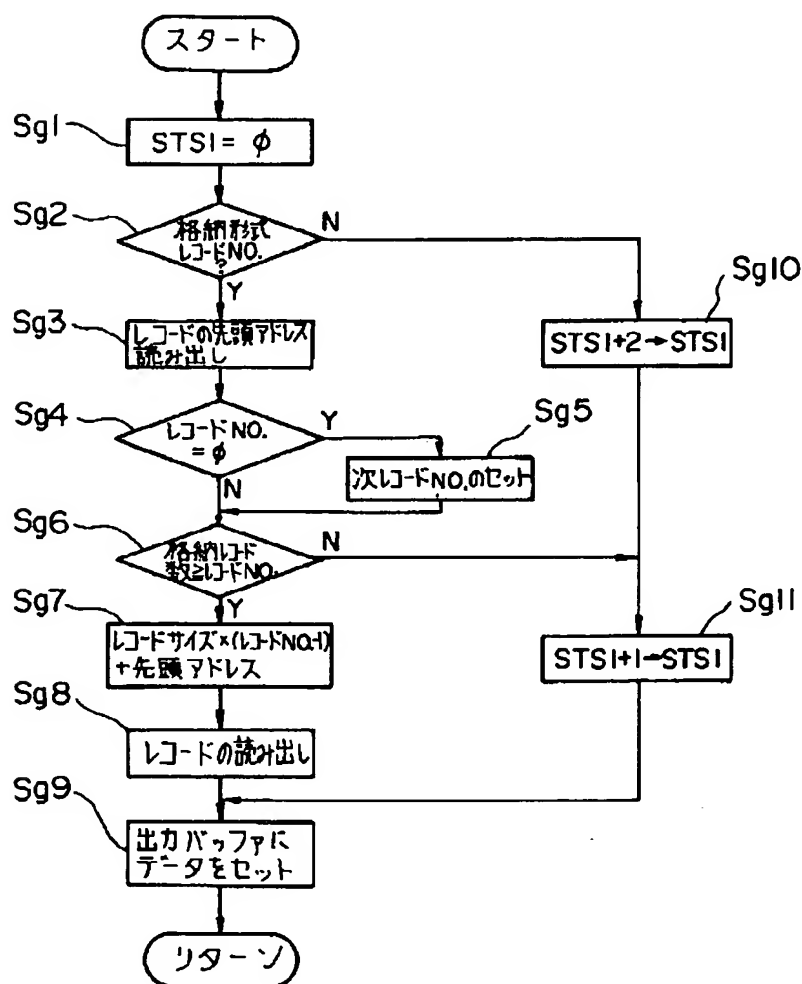 スタート
Sg1
STS1= φ
Sg2
格納形式
レコードNO.
?
N
Y
Sg10
STS1+2→STS1
Sg3
レコードの先頭アドレス
読み出し
Sg4
レコードNO.
=φ
Y
N
Sg5
次レコードNO.のセット
Sg6
格納レコード
数≧レコードNO.
N
Y
Sg7
レコードサイズ×(レコードNO.-1)
+先頭アドレス
Sg11
STS1+1→STS1
Sg8
レコードの読み出し
Sg9
出力バッファに
データをセット
リターン